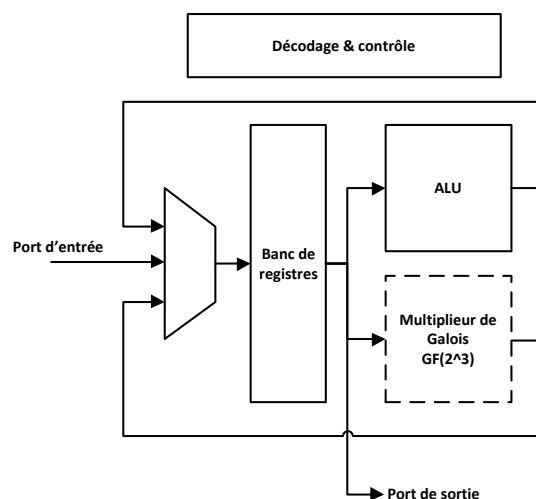 Décodage & contrôle
ALU
Port d'entrée
Banc de
registres
Multiplieur de
Galois
GF(2^3)
Port de sortie